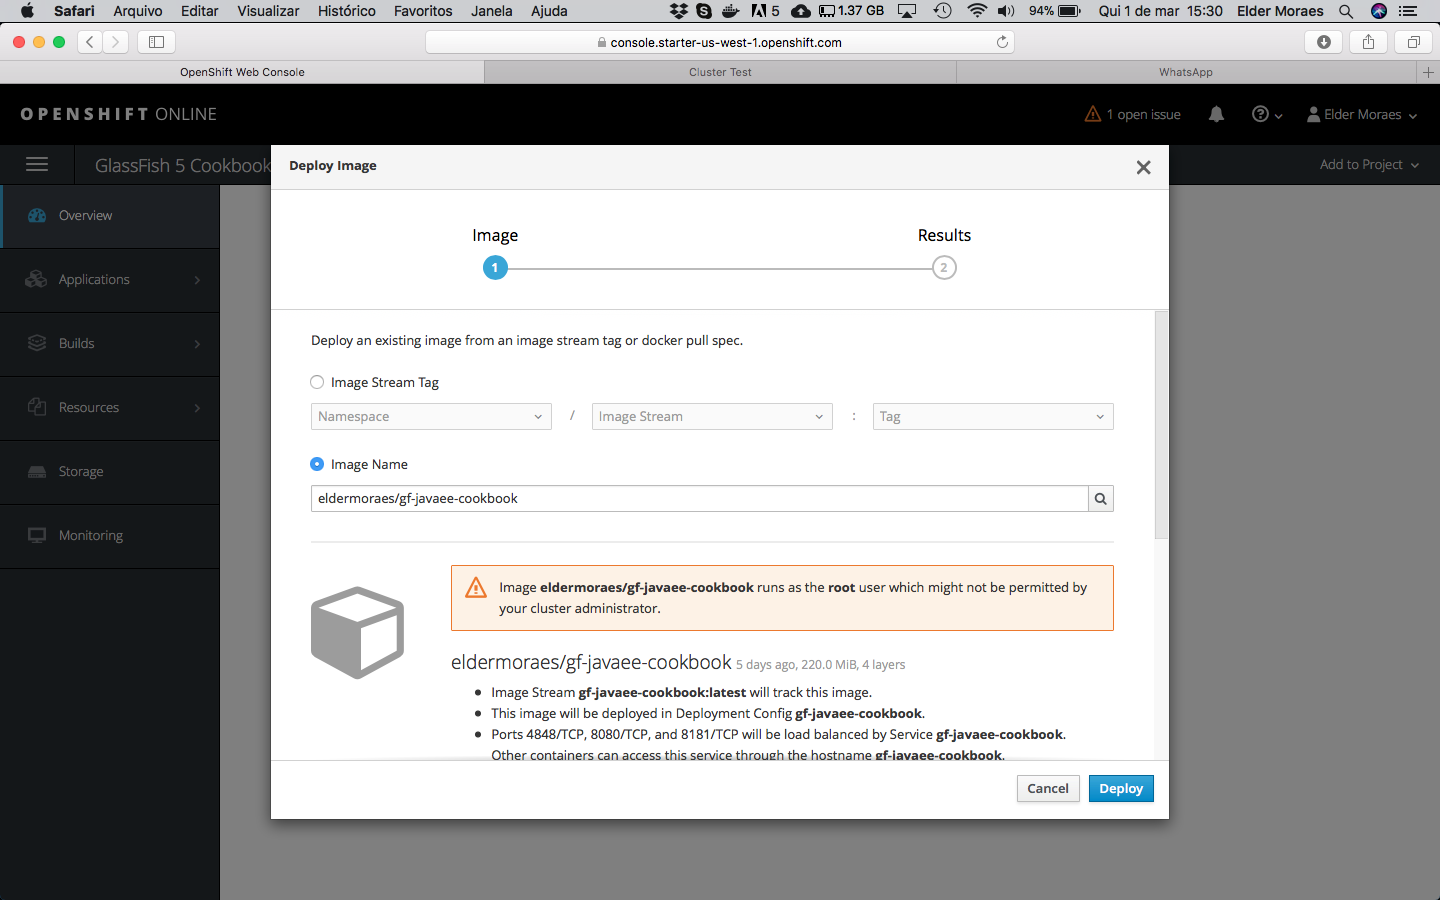 Safari Arquivo Editar Visualizar Histórico Favoritos Janela Ajuda 5 1.37 GB 94% Qui 1 de mar 15:30 Elder Moraes
console.starter-us-west-1.openshift.com
OpenShift Web Console Cluster Test WhatsApp
OPENSHIFT ONLINE 1 open issue Elder Moraes
GlassFish 5 Cookbook Add to Project
Deploy Image
Overview
Applications
Builds
Resources
Storage
Monitoring
Image Results
1 2
Deploy an existing image from an image stream tag or docker pull spec.
Image Stream Tag
Namespace / Image Stream : Tag
Image Name
eldermoraes/gf-javaee-cookbook
Image eldermoraes/gf-javaee-cookbook runs as the root user which might not be permitted by
your cluster administrator.
eldermoraes/gf-javaee-cookbook 5 days ago, 220.0 MiB, 4 layers
Image Stream gf-javaee-cookbook:latest will track this image.
This image will be deployed in Deployment Config gf-javaee-cookbook.
Ports 4848/TCP, 8080/TCP, and 8181/TCP will be load balanced by Service gf-javaee-cookbook.
Other containers can access this service through the hostname gf-javaee-cookbook.
Cancel Deploy